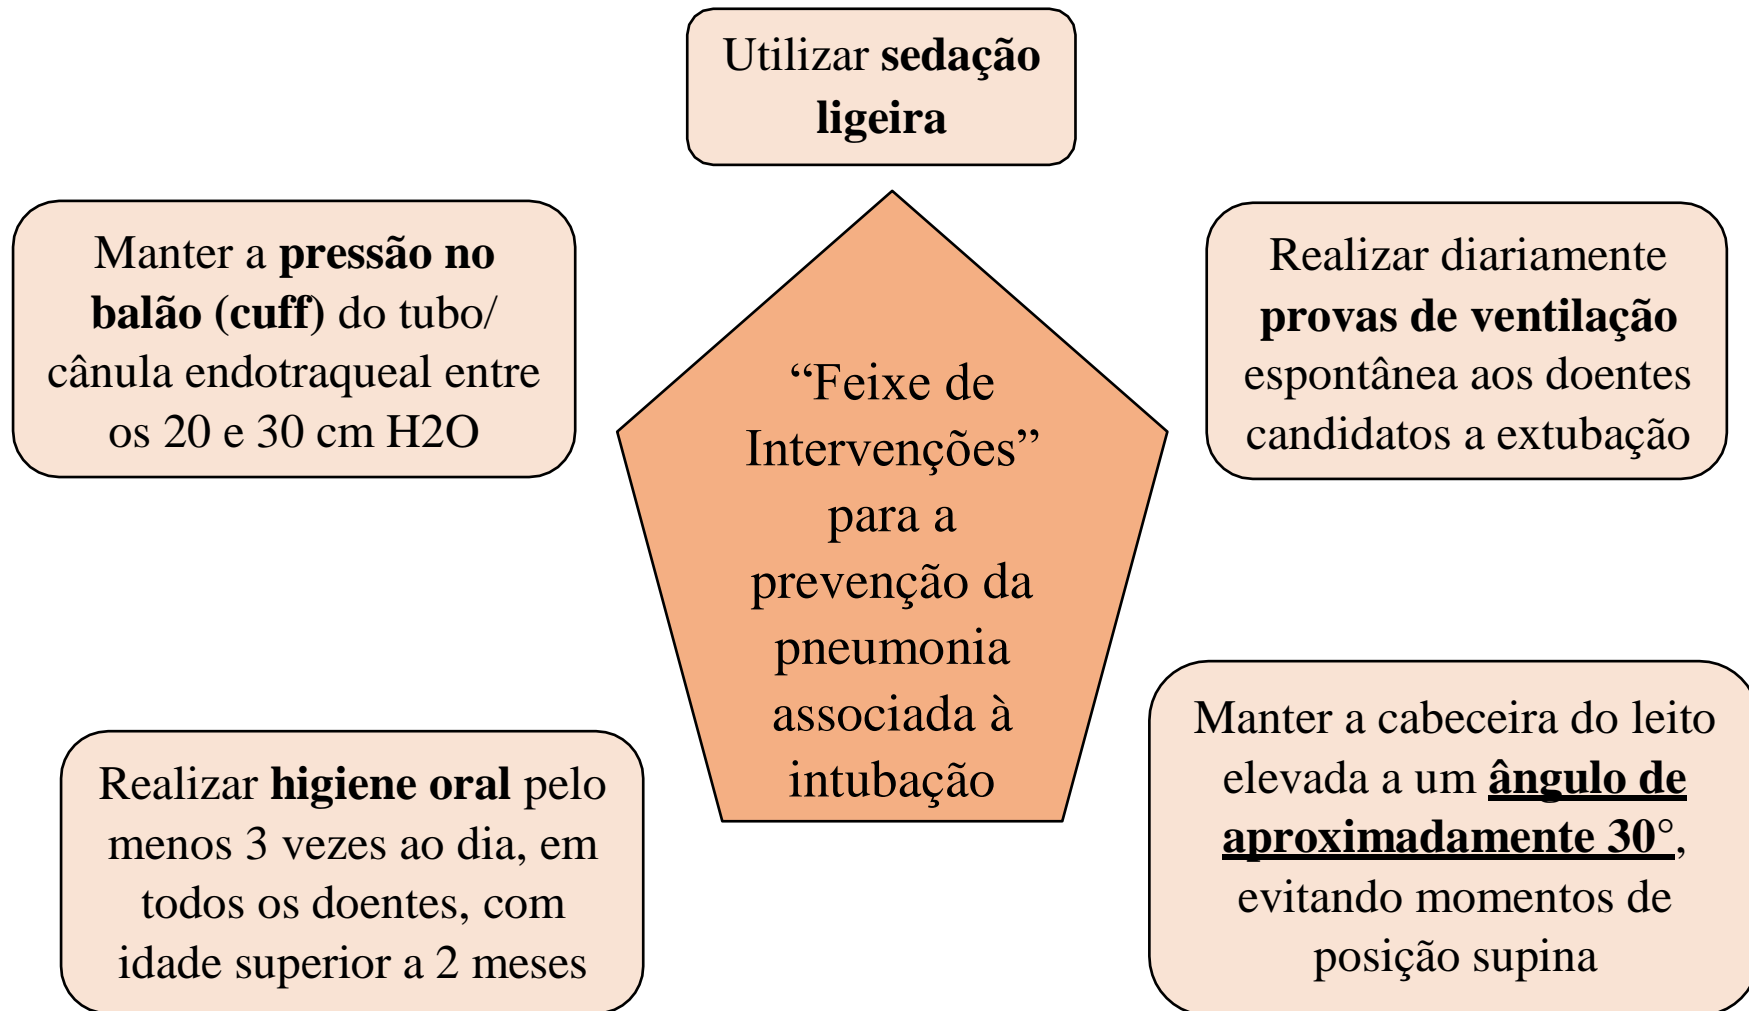 Utilizar sedação
ligeira
Manter a pressão no
balão (cuff) do tubo/
cânula endotraqueal entre
os 20 e 30 cm H2O
Realizar diariamente
provas de ventilação
espontânea aos doentes
candidatos a extubação
“Feixe de
Intervenções”
para a
prevenção da
pneumonia
associada à
intubação
Realizar higiene oral pelo
menos 3 vezes ao dia, em
todos os doentes, com
idade superior a 2 meses
Manter a cabeceira do leito
elevada a um ângulo de
aproximadamente 30°,
evitando momentos de
posição supina